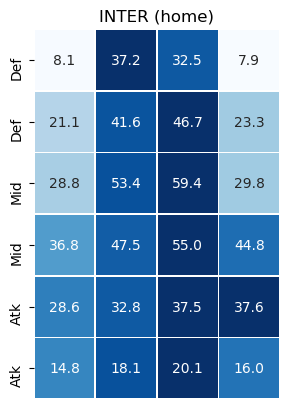 INTER (home)
Def 8.1 37.2 32.5 7.9
Def 21.1 41.6 46.7 23.3
Mid 28.8 53.4 59.4 29.8
Mid 36.8 47.5 55.0 44.8
Atk 28.6 32.8 37.5 37.6
Atk 14.8 18.1 20.1 16.0